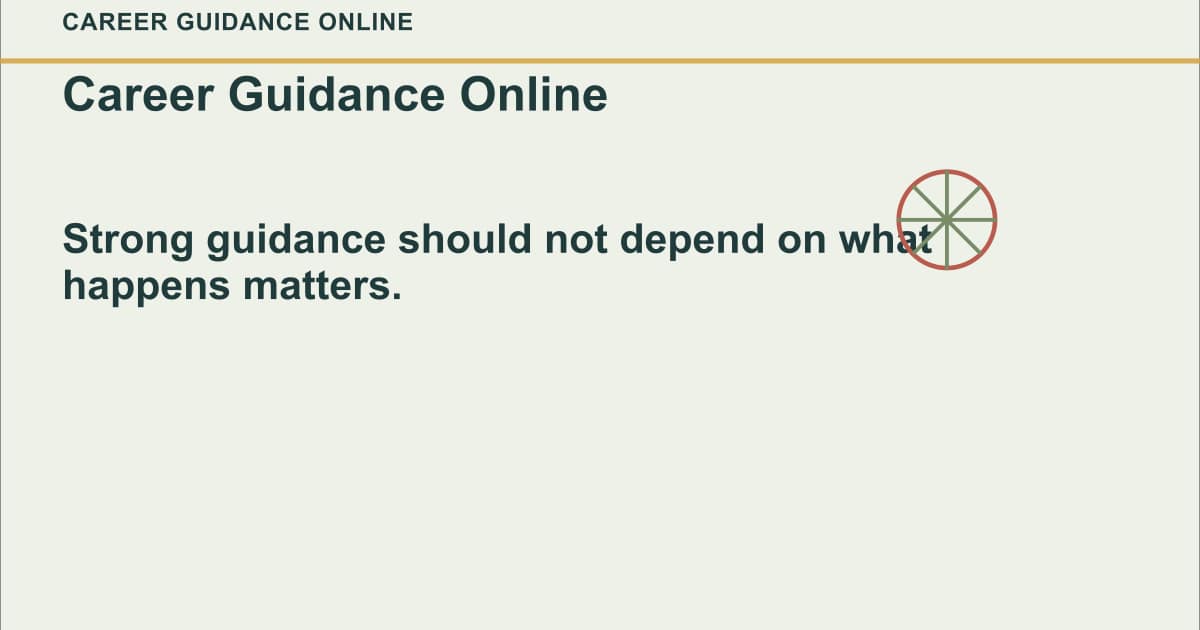 CAREER GUIDANCE ONLINE
Career Guidance Online
Strong guidance should not depend on what
happens matters.